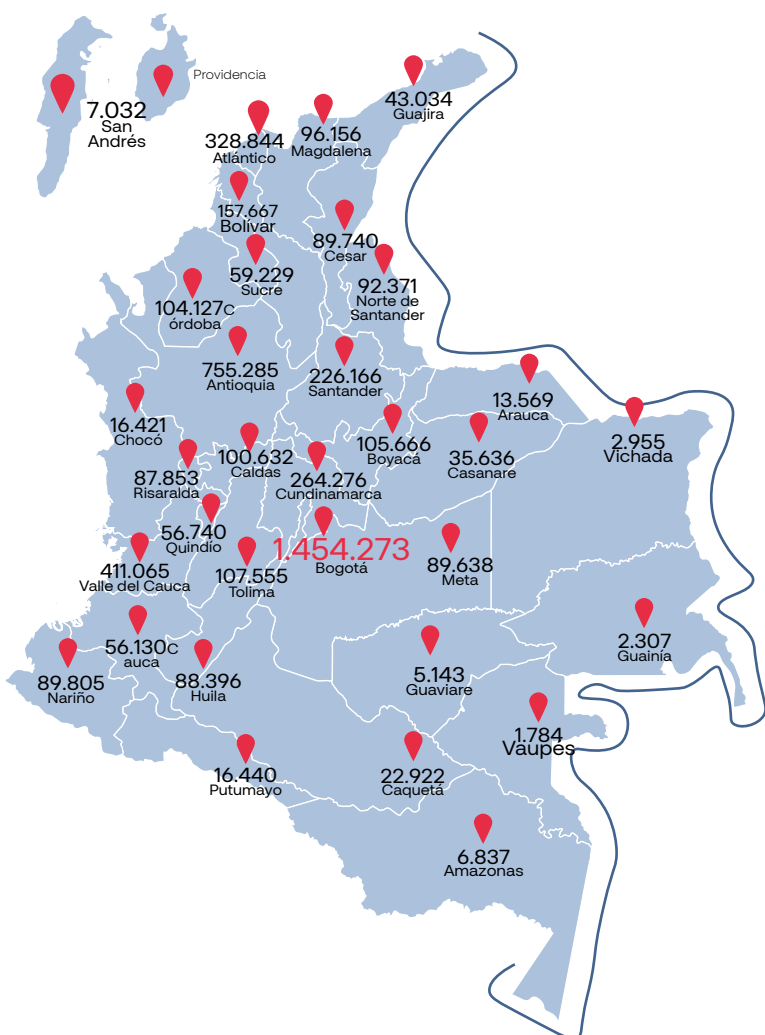 Providencia
7.032
San
Andrés
43.034
Guajira
328.844
Atlántico
96.156
Magdalena
157.667
Bolívar
89.740
Cesar
59.229
Sucre
92.371
Norte de
Santander
104.127C
órdoba
755.285
Antioquia
226.166
Santander
13.569
Arauca
16.421
Chocó
2.955
Vichada
105.666
Boyacá
35.636
Casanare
100.632
Caldas
87.853
Risaralda
264.276
Cundinamarca
56.740
Quindío
1.454.273
Bogotá
89.638
Meta
411.065
Valle del Cauca
107.555
Tolima
56.130C
auca
2.307
Guainía
89.805
Nariño
88.396
Huila
5.143
Guaviare
1.784
Vaupés
16.440
Putumayo
22.922
Caquetá
6.837
Amazonas